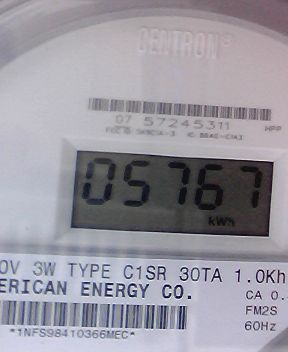 CENTRON®
07 57245311
HPP
05767
kWh
0V 3W TYPE C1SR 30TA 1.0Kh
ERICAN ENERGY CO.
CA 0.
FM2S
60Hz
*1NFS98410366MEC*